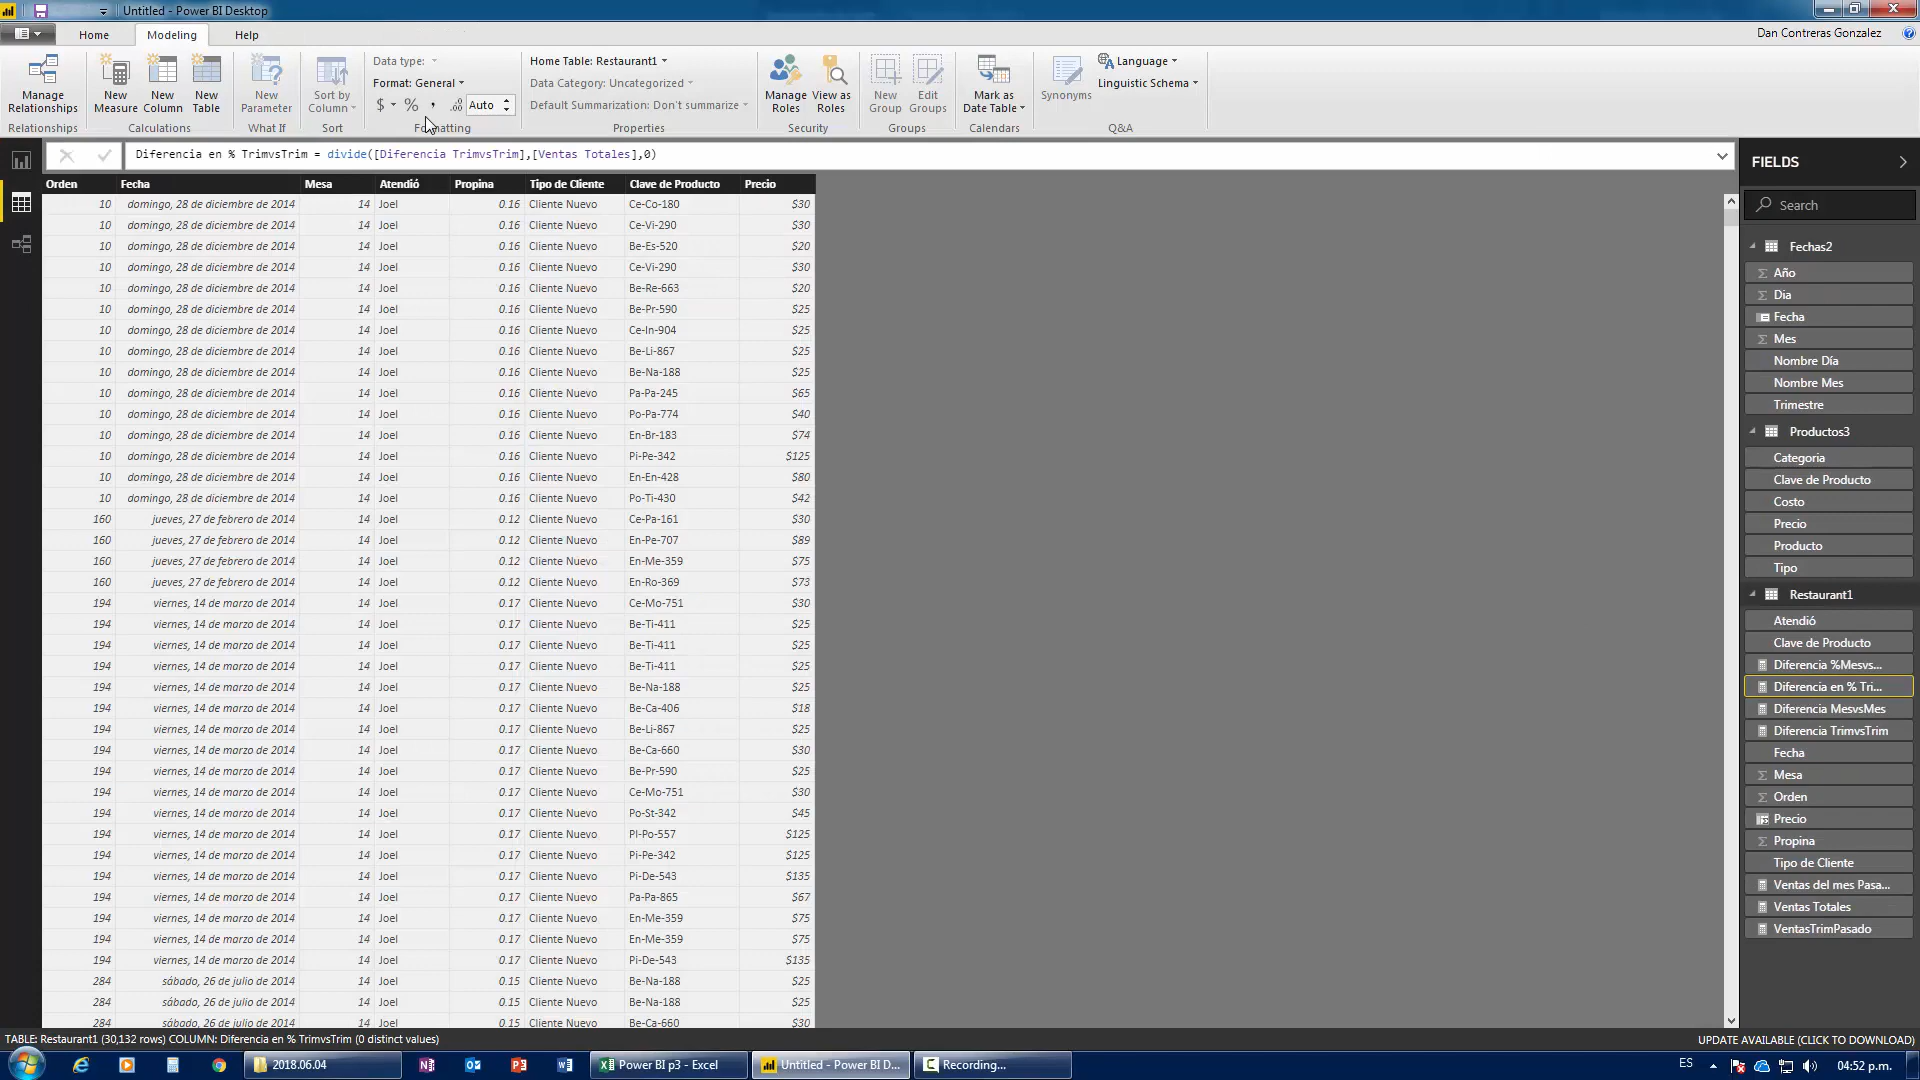 Untitled - Power BI Desktop
Home
Modeling
Help
Dan Contreras Gonzalez
Manage Relationships
New Measure
New Column
New Table
New Parameter
Sort by Column
Data type:
Format: General
$ % , .00 Auto
Home Table: Restaurant1
Data Category: Uncategorized
Default Summarization: Don't summarize
Manage Roles
View as Roles
New Group
Edit Groups
Mark as Date Table
Synonyms
Language
Linguistic Schema
Relationships
Calculations
What If
Sort
Formatting
Properties
Security
Groups
Calendars
Q&A
Diferencia en % TrimvsTrim = divide([Diferencia TrimvsTrim],[Ventas Totales],0)
Orden Fecha Mesa Atendió Propina Tipo de Cliente Clave de Producto Precio
10 domingo, 28 de diciembre de 2014 14 Joel 0.16 Cliente Nuevo Ce-Co-180 $30
10 domingo, 28 de diciembre de 2014 14 Joel 0.16 Cliente Nuevo Ce-Vi-290 $30
10 domingo, 28 de diciembre de 2014 14 Joel 0.16 Cliente Nuevo Be-Es-520 $20
10 domingo, 28 de diciembre de 2014 14 Joel 0.16 Cliente Nuevo Ce-Vi-290 $30
10 domingo, 28 de diciembre de 2014 14 Joel 0.16 Cliente Nuevo Be-Re-663 $20
10 domingo, 28 de diciembre de 2014 14 Joel 0.16 Cliente Nuevo Be-Pr-590 $25
10 domingo, 28 de diciembre de 2014 14 Joel 0.16 Cliente Nuevo Ce-In-904 $25
10 domingo, 28 de diciembre de 2014 14 Joel 0.16 Cliente Nuevo Be-Li-867 $25
10 domingo, 28 de diciembre de 2014 14 Joel 0.16 Cliente Nuevo Be-Na-188 $25
10 domingo, 28 de diciembre de 2014 14 Joel 0.16 Cliente Nuevo Pa-Pa-245 $65
10 domingo, 28 de diciembre de 2014 14 Joel 0.16 Cliente Nuevo Po-Pa-774 $40
10 domingo, 28 de diciembre de 2014 14 Joel 0.16 Cliente Nuevo En-Br-183 $74
10 domingo, 28 de diciembre de 2014 14 Joel 0.16 Cliente Nuevo Pi-Pe-342 $125
10 domingo, 28 de diciembre de 2014 14 Joel 0.16 Cliente Nuevo En-En-428 $80
10 domingo, 28 de diciembre de 2014 14 Joel 0.16 Cliente Nuevo Po-Ti-430 $42
160 jueves, 27 de febrero de 2014 14 Joel 0.12 Cliente Nuevo Ce-Pa-161 $30
160 jueves, 27 de febrero de 2014 14 Joel 0.12 Cliente Nuevo En-Pe-707 $89
160 jueves, 27 de febrero de 2014 14 Joel 0.12 Cliente Nuevo En-Me-359 $75
160 jueves, 27 de febrero de 2014 14 Joel 0.12 Cliente Nuevo En-Ro-369 $73
194 viernes, 14 de marzo de 2014 14 Joel 0.17 Cliente Nuevo Ce-Mo-751 $30
194 viernes, 14 de marzo de 2014 14 Joel 0.17 Cliente Nuevo Be-Ti-411 $25
194 viernes, 14 de marzo de 2014 14 Joel 0.17 Cliente Nuevo Be-Ti-411 $25
194 viernes, 14 de marzo de 2014 14 Joel 0.17 Cliente Nuevo Be-Ti-411 $25
194 viernes, 14 de marzo de 2014 14 Joel 0.17 Cliente Nuevo Be-Na-188 $25
194 viernes, 14 de marzo de 2014 14 Joel 0.17 Cliente Nuevo Be-Ca-406 $18
194 viernes, 14 de marzo de 2014 14 Joel 0.17 Cliente Nuevo Be-Li-867 $25
194 viernes, 14 de marzo de 2014 14 Joel 0.17 Cliente Nuevo Be-Ca-660 $30
194 viernes, 14 de marzo de 2014 14 Joel 0.17 Cliente Nuevo Be-Pr-590 $25
194 viernes, 14 de marzo de 2014 14 Joel 0.17 Cliente Nuevo Ce-Mo-751 $30
194 viernes, 14 de marzo de 2014 14 Joel 0.17 Cliente Nuevo Po-St-342 $45
194 viernes, 14 de marzo de 2014 14 Joel 0.17 Cliente Nuevo Pl-Po-557 $125
194 viernes, 14 de marzo de 2014 14 Joel 0.17 Cliente Nuevo Pi-Pe-342 $125
194 viernes, 14 de marzo de 2014 14 Joel 0.17 Cliente Nuevo Pi-De-543 $135
194 viernes, 14 de marzo de 2014 14 Joel 0.17 Cliente Nuevo Pa-Pa-865 $67
194 viernes, 14 de marzo de 2014 14 Joel 0.17 Cliente Nuevo En-Me-359 $75
194 viernes, 14 de marzo de 2014 14 Joel 0.17 Cliente Nuevo En-Me-359 $75
194 viernes, 14 de marzo de 2014 14 Joel 0.17 Cliente Nuevo Pi-De-543 $135
284 sábado, 26 de julio de 2014 14 Joel 0.15 Cliente Nuevo Be-Na-188 $25
284 sábado, 26 de julio de 2014 14 Joel 0.15 Cliente Nuevo Be-Na-188 $25
284 sábado, 26 de julio de 2014 14 Joel 0.15 Cliente Nuevo Be-Ca-660 $30
FIELDS
Search
Fechas2
Año
Dia
Fecha
Mes
Nombre Día
Nombre Mes
Trimestre
Productos3
Categoria
Clave de Producto
Costo
Precio
Producto
Tipo
Restaurant1
Atendió
Clave de Producto
Diferencia %Mesvs...
Diferencia en % Tri...
Diferencia MesvsMes
Diferencia TrimvsTrim
Fecha
Mesa
Orden
Precio
Propina
Tipo de Cliente
Ventas del mes Pasa...
Ventas Totales
VentasTrimPasado
TABLE: Restaurant1 (30,132 rows) COLUMN: Diferencia en % TrimvsTrim (0 distinct values)
UPDATE AVAILABLE (CLICK TO DOWNLOAD)
2018.06.04
Power BI p3 - Excel
Untitled - Power BI D...
Recording...
ES
04:52 p.m.